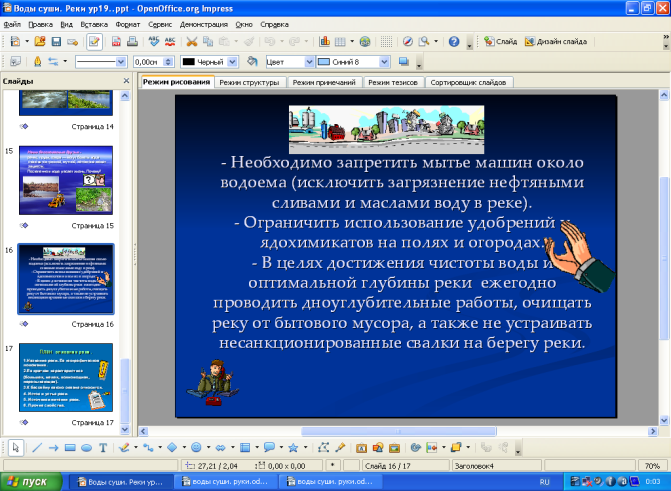 Воды суши. Реки ур19..ppt - OpenOffice.org Impress
Файл Правка Вид Вставка Формат Сервис Демонстрация Окно Справка
Слайд Дизайн слайда
0,00см Черный Цвет Синий 8
Слайды
Режим рисования Режим структуры Режим примечаний Режим тезисов Сортировщик слайдов
Страница 14
15
Страница 15
16
Страница 16
17
Страница 17
- Необходимо запретить мытье машин около
водоема (исключить загрязнение нефтяными
сливами и маслами воду в реке).
- Ограничить использование удобрений и
ядохимикатов на полях и огородах.
- В целях достижения чистоты воды и
оптимальной глубины реки ежегодно
проводить дноуглубительные работы, очищать
реку от бытового мусора, а также не устраивать
несанкционированные свалки на берегу реки.
27,21 / 2,04 0,00 x 0,00 * Слайд 16 / 17 Заголовок4 70%
пуск Воды суши. Реки ур... воды суши. руки.od... воды суши. руки.od... RU 0:03